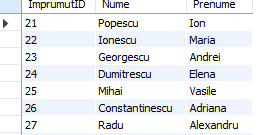 ImprumutID Nume Prenume
21 Popescu Ion
22 Ionescu Maria
23 Georgescu Andrei
24 Dumitrescu Elena
25 Mihai Vasile
26 Constantinescu Adriana
27 Radu Alexandru